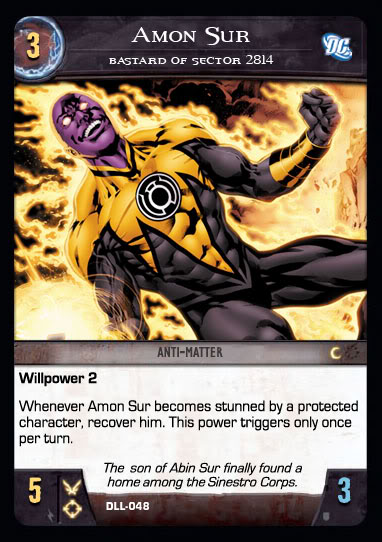 3
Amon Sur
DC
BASTARD OF SECTOR 2814
ANTI-MATTER
C
Willpower 2
Whenever Amon Sur becomes stunned by a protected
character, recover him. This power triggers only once
per turn.
The son of Abin Sur finally found a
home among the Sinestro Corps.
5
DLL-048
3